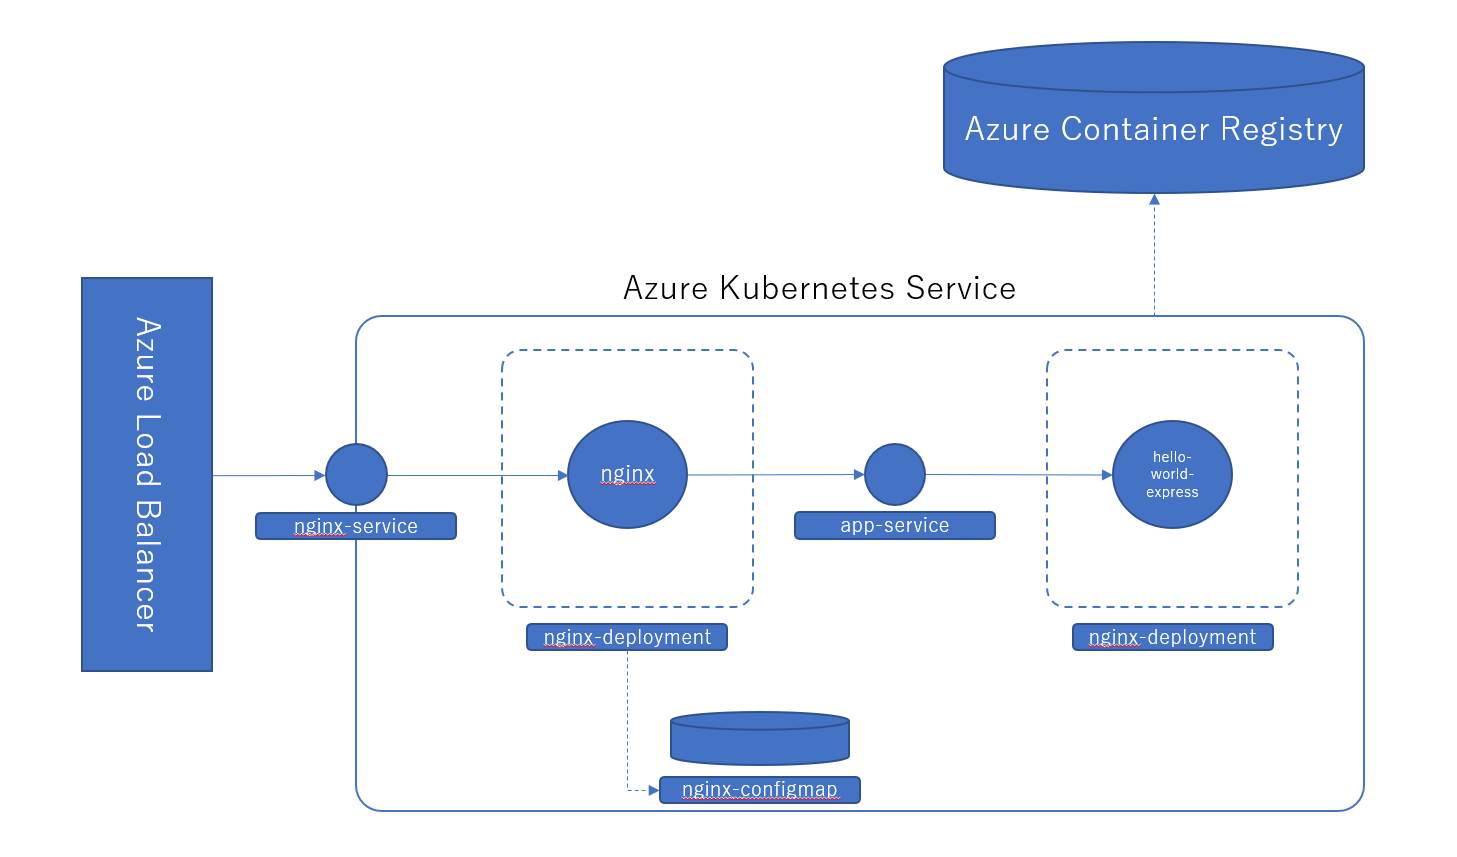 Azure Container Registry
Azure Kubernetes Service
Azure Load Balancer
nginx
hello-
world-
express
nginx-service
app-service
nginx-deployment
nginx-deployment
nginx-configmap